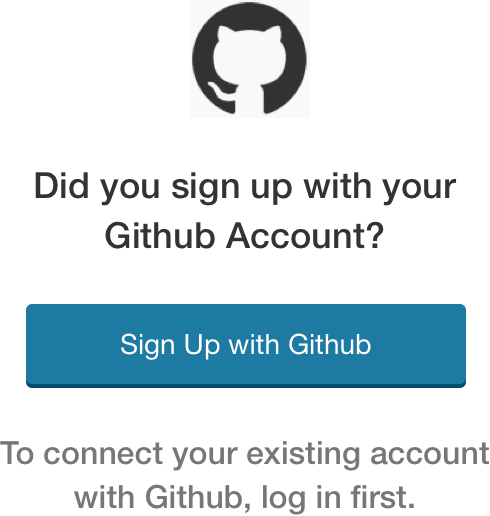 Did you sign up with your
Github Account?
Sign Up with Github
To connect your existing account
with Github, log in first.